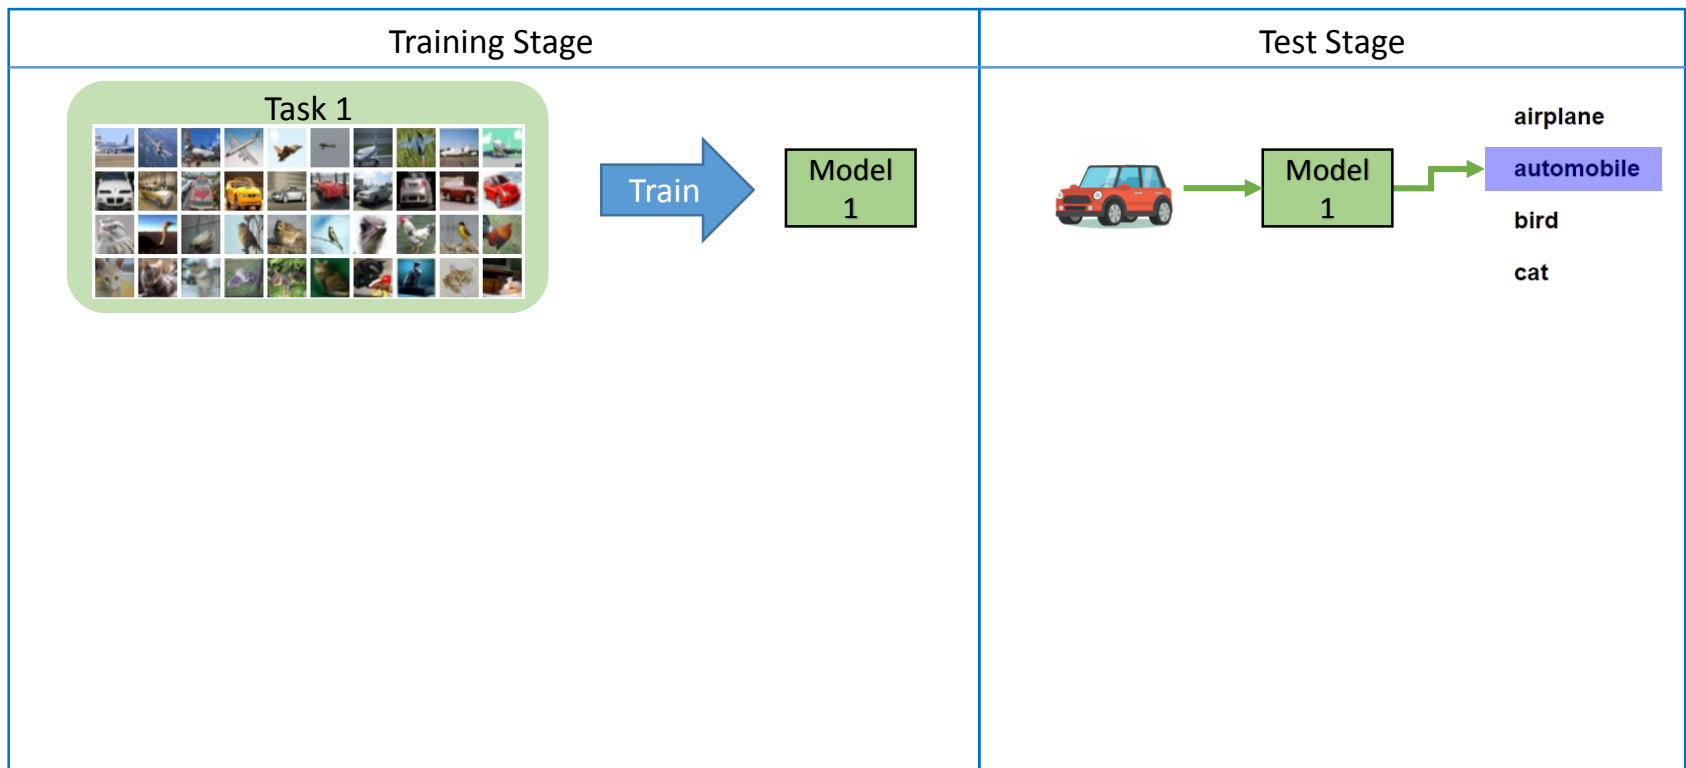 Training Stage
Test Stage
Task 1
Train
Model
1
Model
1
airplane
automobile
bird
cat